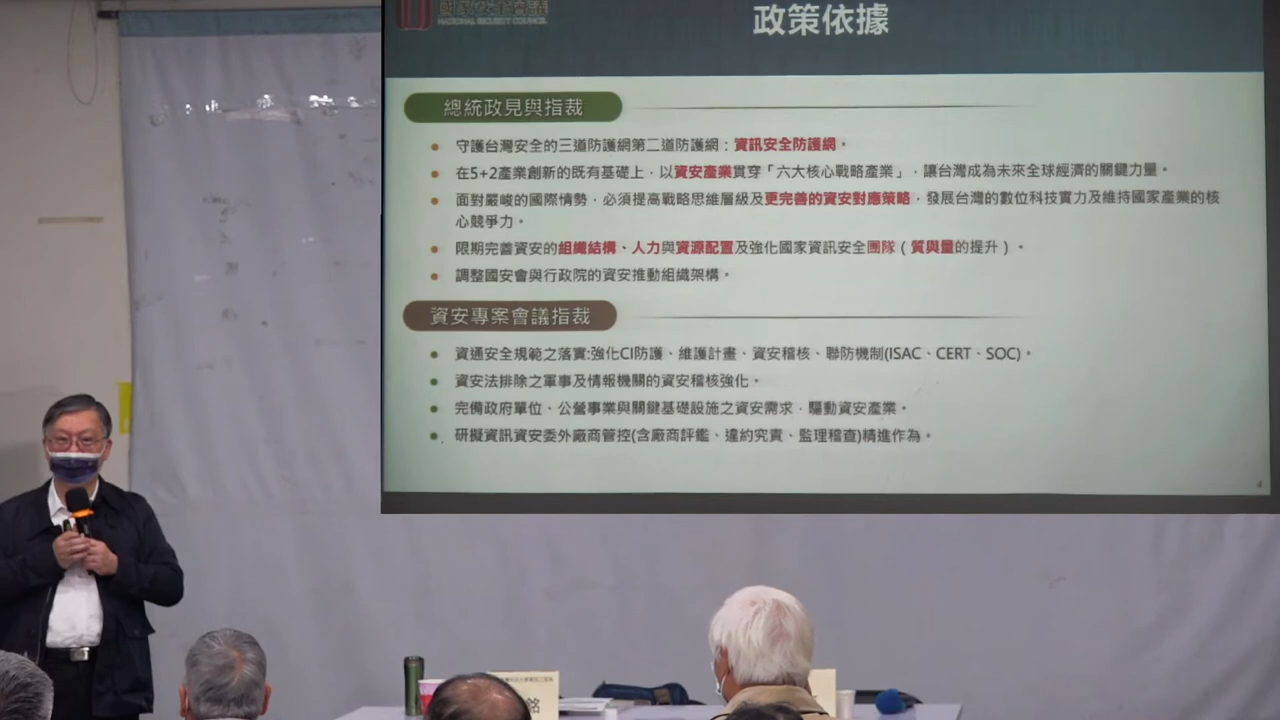 國家安全會議
NATIONAL SECURITY COUNCIL
政策依據
總統政見與指裁
守護台灣安全的三道防護網第二道防護網：資訊安全防護網。
在5+2產業創新的既有基礎上，以資安產業貫穿「六大核心戰略產業」，讓台灣成為未來全球經濟的關鍵力量。
面對嚴峻的國際情勢，必須提高戰略思維層級及更完善的資安對應策略，發展台灣的數位科技實力及維持國家產業的核
心競爭力。
限期完善資安的組織結構、人力與資源配置及強化國家資訊安全團隊（質與量的提升）。
調整國安會與行政院的資安推動組織架構。
資安專案會議指裁
資通安全規範之落實:強化CI防護、維護計畫、資安稽核、聯防機制(ISAC、CERT、SOC)。
資安法排除之軍事及情報機關的資安稽核強化。
完備政府單位、公營事業與關鍵基礎設施之資安需求，驅動資安產業。
研擬資訊資安委外廠商管控(含廠商評鑑、違約究責、監理稽查)精進作為。
4
銘